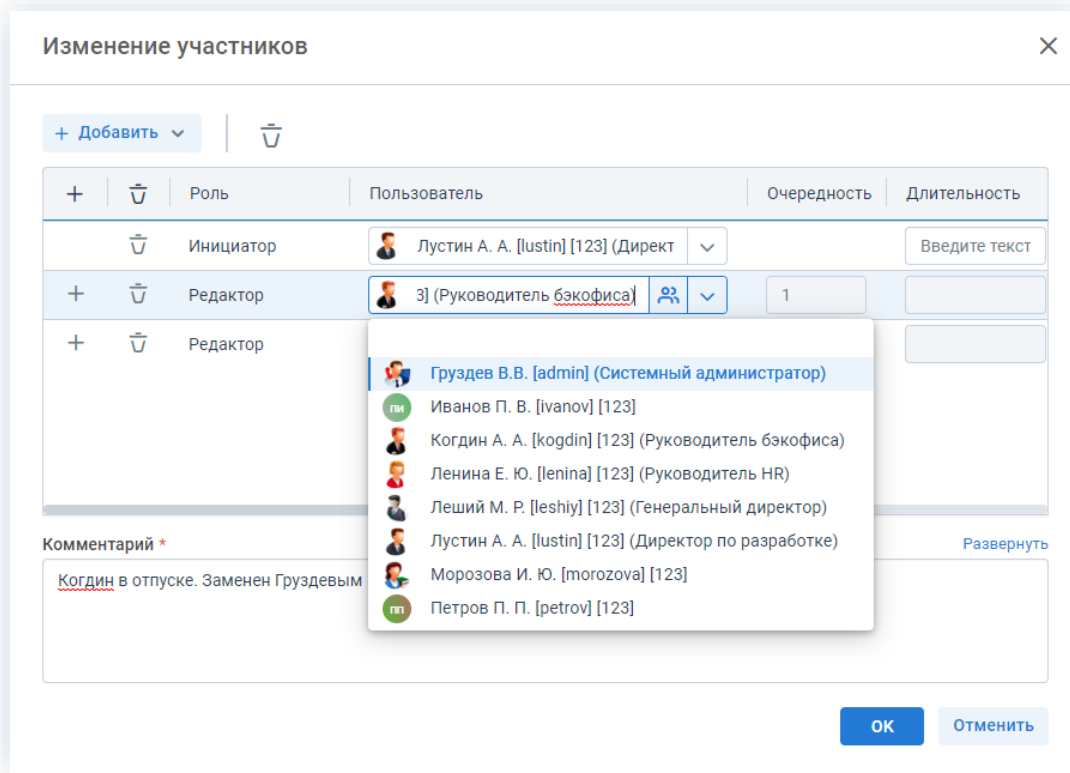 Изменение участников
+ Добавить
Роль Пользователь Очередность Длительность
Инициатор Лустин А. А. [lustin] [123] (Директ Введите текст
Редактор 3] (Руководитель бэкофиса) 1
Редактор
Груздев В.В. [admin] (Системный администратор)
ПИ Иванов П. В. [ivanov] [123]
Когдин А. А. [kogdin] [123] (Руководитель бэкофиса)
Ленина Е. Ю. [lenina] [123] (Руководитель HR)
Леший М. Р. [leshiy] [123] (Генеральный директор)
Лустин А. А. [lustin] [123] (Директор по разработке)
Морозова И. Ю. [morozova] [123]
ПП Петров П. П. [petrov] [123]
Комментарий * Развернуть
Когдин в отпуске. Заменен Груздевым
ОК Отменить